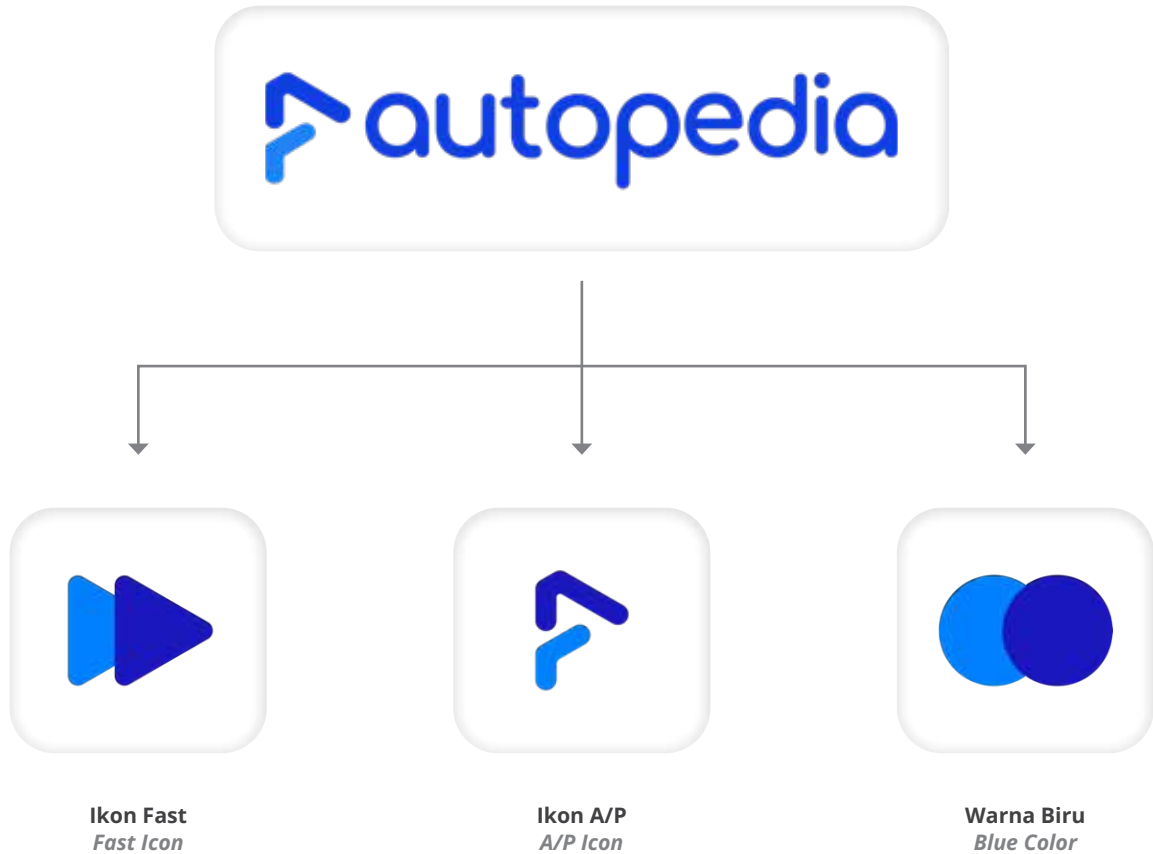 autopedia
Ikon Fast
Fast Icon
Ikon A/P
A/P Icon
Warna Biru
Blue Color